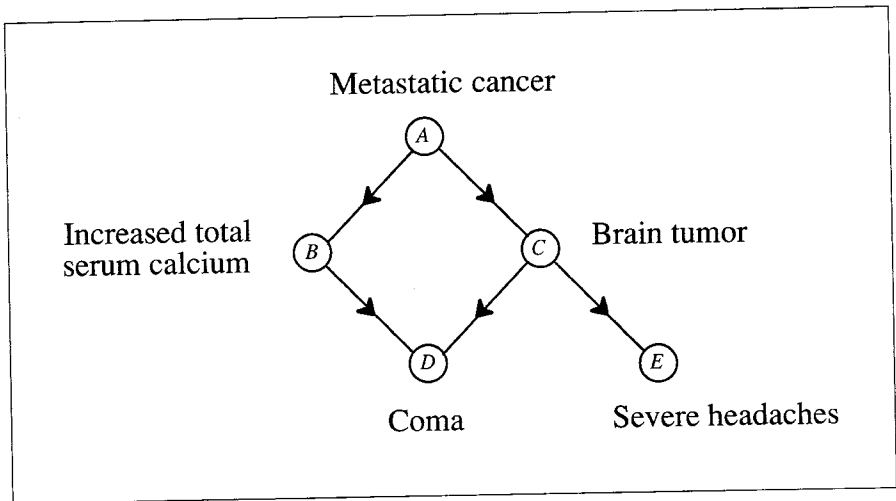 Metastatic cancer
A
Increased total
serum calcium
B
C
Brain tumor
D
E
Coma
Severe headaches